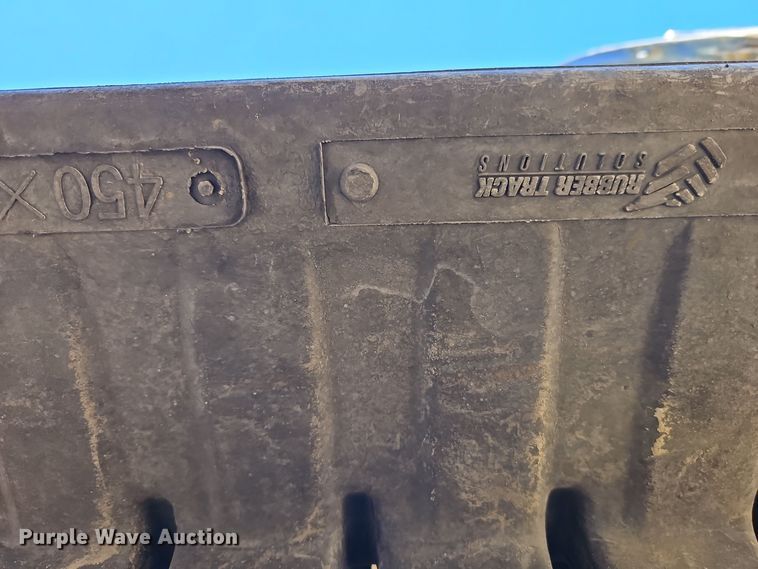 450 X
RUBBER TRACK
SOLUTIONS
Purple Wave Auction